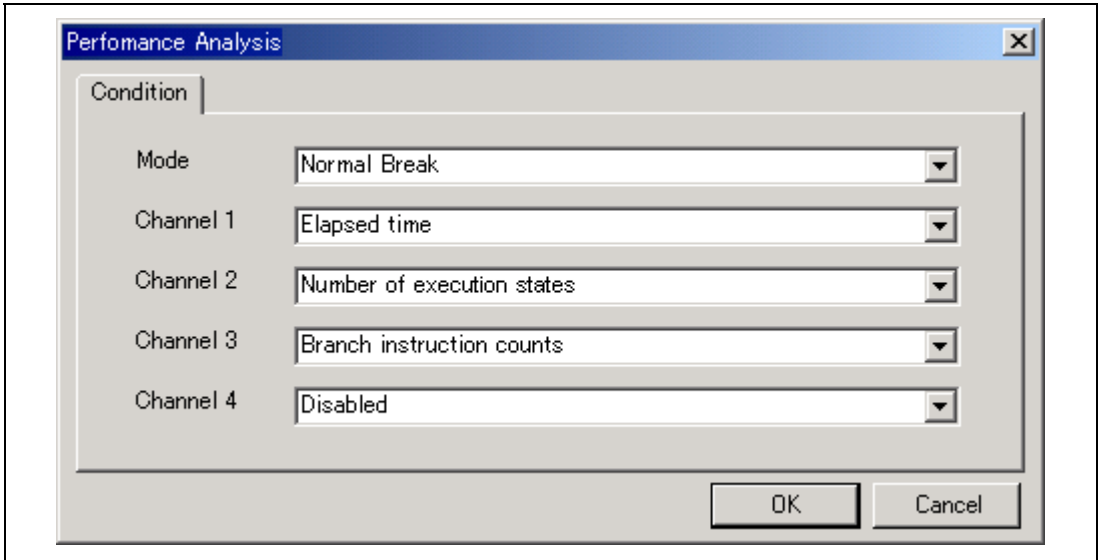 Perfomance Analysis
Condition
Mode Normal Break
Channel 1 Elapsed time
Channel 2 Number of execution states
Channel 3 Branch instruction counts
Channel 4 Disabled
OK Cancel